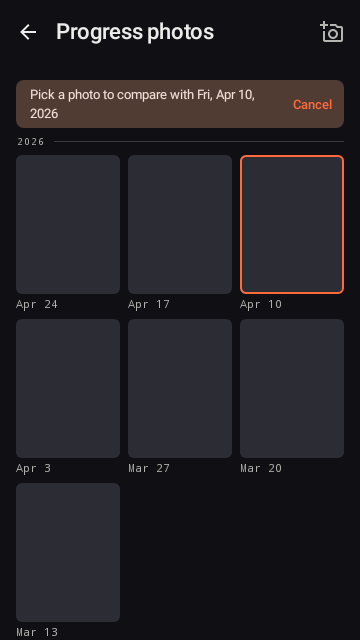 Progress photos
Pick a photo to compare with Fri, Apr 10,
2026
Cancel
2026
Apr 24
Apr 17
Apr 10
Apr 3
Mar 27
Mar 20
Mar 13